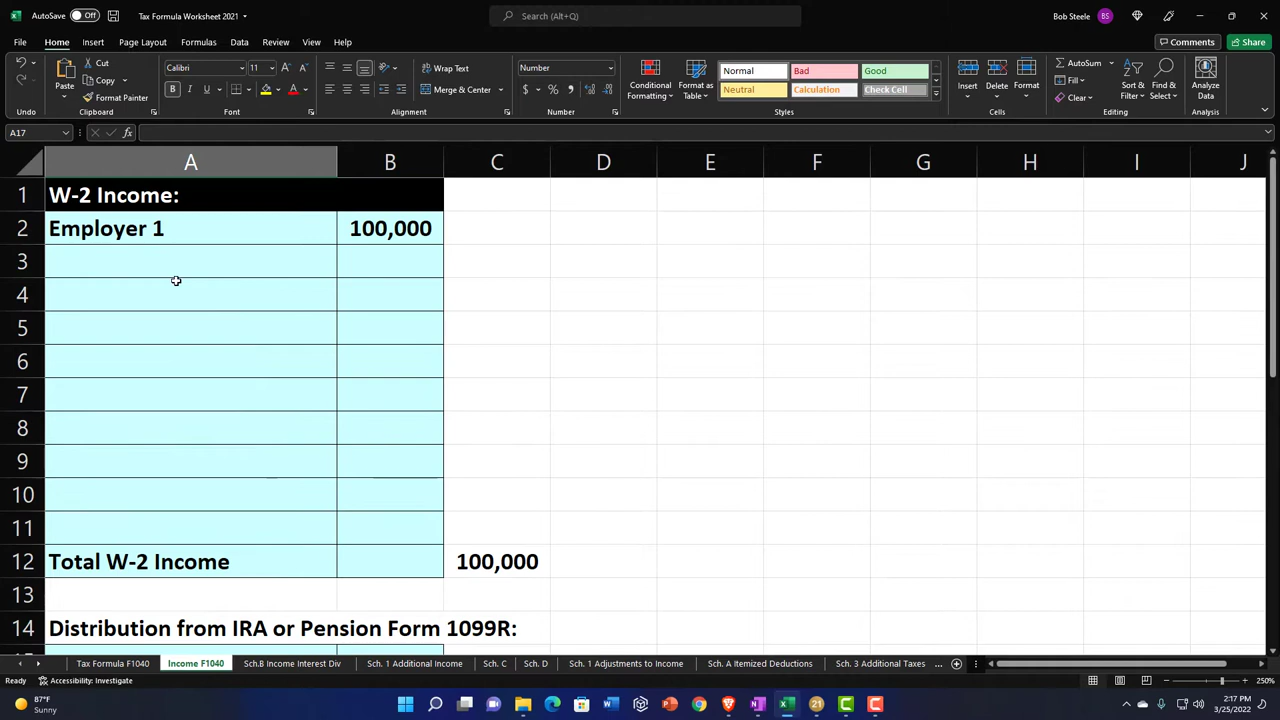 AutoSave Off Tax Formula Worksheet 2021 Search (Alt+Q) Bob Steele BS
File Home Insert Page Layout Formulas Data Review View Help Comments Share
Paste Cut Copy Format Painter
Calibri 11 A A
B I U A
Wrap Text
Merge & Center
Number
$ % ,
Conditional Formatting Format as Table
Normal Bad Good
Neutral Calculation Check Cell
Insert Delete Format
AutoSum Fill Clear
Sort & Filter Find & Select
Analyze Data
Undo Clipboard Font Alignment Number Styles Cells Editing Analysis
A17 fx
A B C D E F G H I J
1 W-2 Income:
2 Employer 1 100,000
3
4
5
6
7
8
9
10
11
12 Total W-2 Income 100,000
13
14 Distribution from IRA or Pension Form 1099R:
Tax Formula F1040 Income F1040 Sch.B Income Interest Div Sch. 1 Additional Income Sch. C Sch. D Sch. 1 Adjustments to Income Sch. A Itemized Deductions Sch. 3 Additional Taxes ...
Ready Accessibility: Investigate 250%
87°F
Sunny
21
2:17 PM
3/25/2022